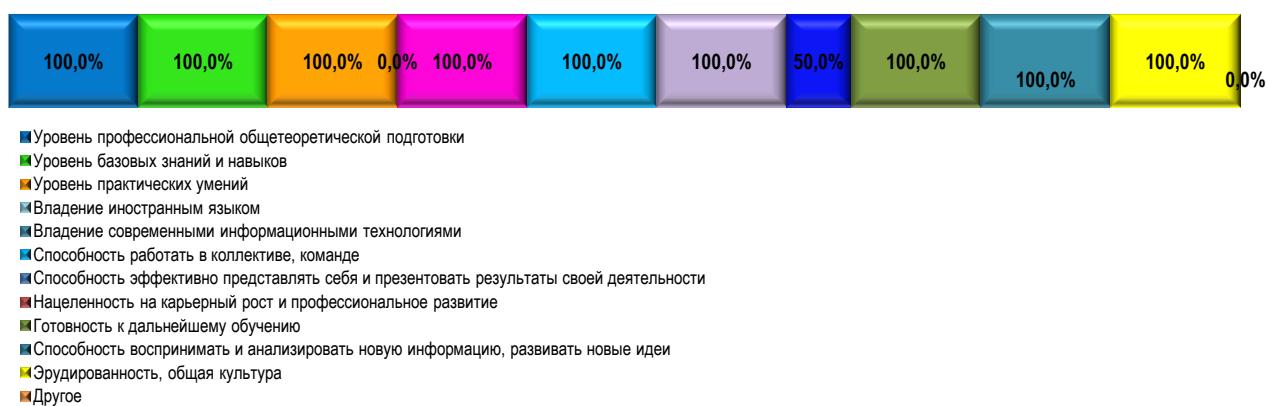 100,0% 100,0% 100,0% 0,0% 100,0% 100,0% 100,0% 50,0% 100,0% 100,0% 100,0% 0,0%
Уровень профессиональной общетеоретической подготовки
Уровень базовых знаний и навыков
Уровень практических умений
Владение иностранным языком
Владение современными информационными технологиями
Способность работать в коллективе, команде
Способность эффективно представлять себя и презентовать результаты своей деятельности
Нацеленность на карьерный рост и профессиональное развитие
Готовность к дальнейшему обучению
Способность воспринимать и анализировать новую информацию, развивать новые идеи
Эрудированность, общая культура
Другое